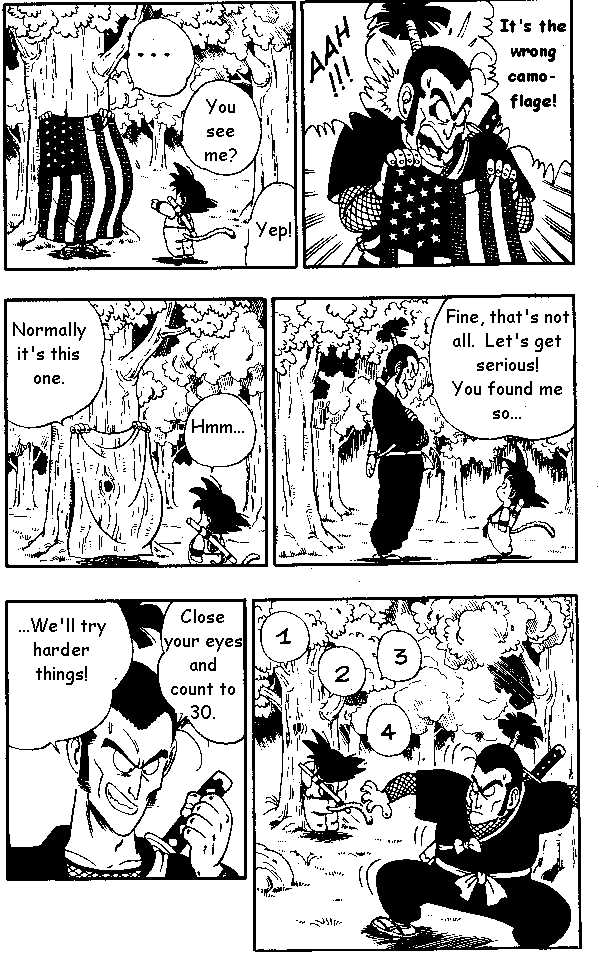 ...
You
see
me?
Yep!
AAH
!!!
It's the
wrong
camo-
flage!
Normally
it's this
one.
Hmm...
Fine, that's not
all. Let's get
serious!
You found me
so...
...We'll try
harder
things!
Close
your eyes
and
count to
30.
1
2
3
4